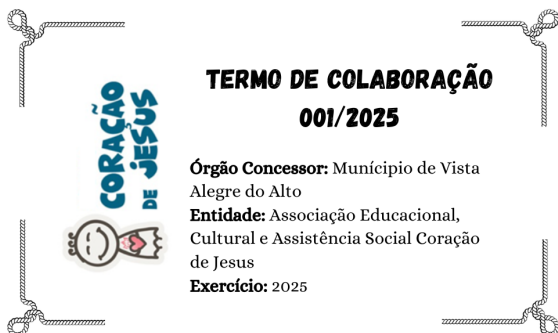 CORAÇÃO
DE JESUS
TERMO DE COLABORAÇÃO
001/2025
Órgão Concessor: Munícipio de Vista
Alegre do Alto
Entidade: Associação Educacional,
Cultural e Assistência Social Coração
de Jesus
Exercício: 2025